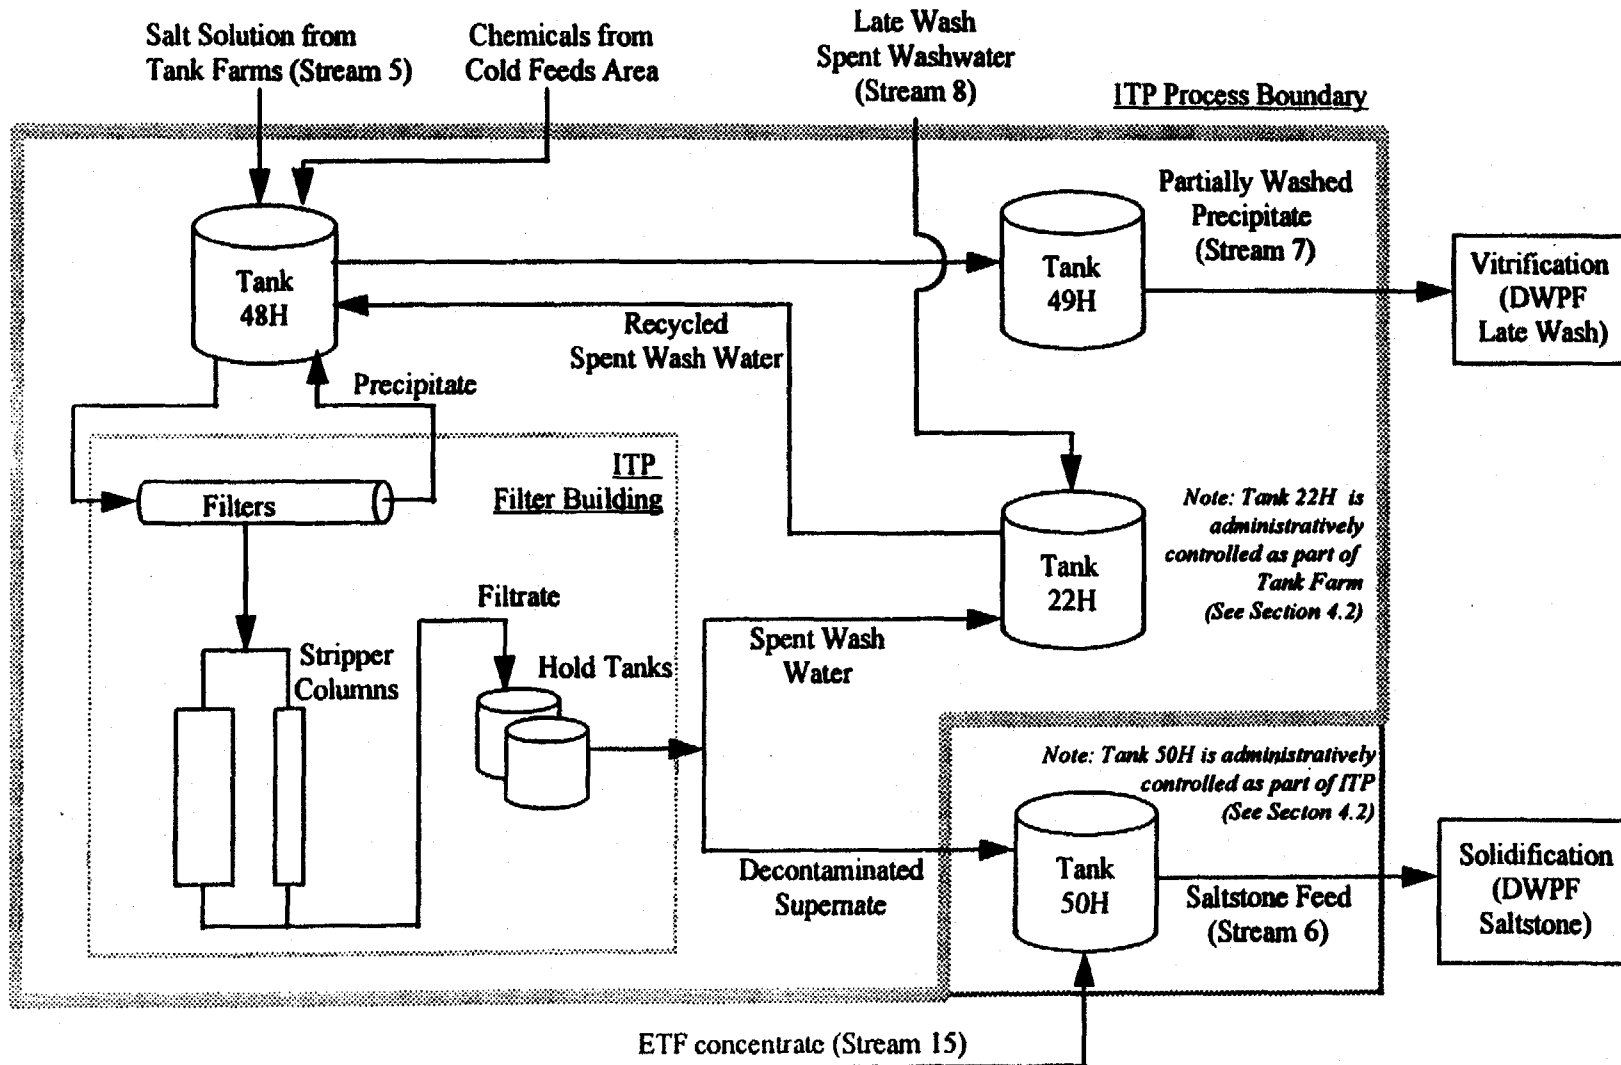 Salt Solution from
Tank Farms (Stream 5)
Chemicals from
Cold Feeds Area
Late Wash
Spent Washwater
(Stream 8)
ITP Process Boundary
Tank
48H
Partially Washed
Precipitate
(Stream 7)
Tank
49H
Vitrification
(DWPF
Late Wash)
Recycled
Spent Wash Water
Precipitate
ITP
Filter Building
Filters
Note: Tank 22H is
administratively
controlled as part of
Tank Farm
(See Section 4.2)
Tank
22H
Filtrate
Stripper
Columns
Hold Tanks
Spent Wash
Water
Note: Tank 50H is administratively
controlled as part of ITP
(See Secton 4.2)
Decontaminated
Supernate
Tank
50H
Saltstone Feed
(Stream 6)
Solidification
(DWPF
Saltstone)
ETF concentrate (Stream 15)